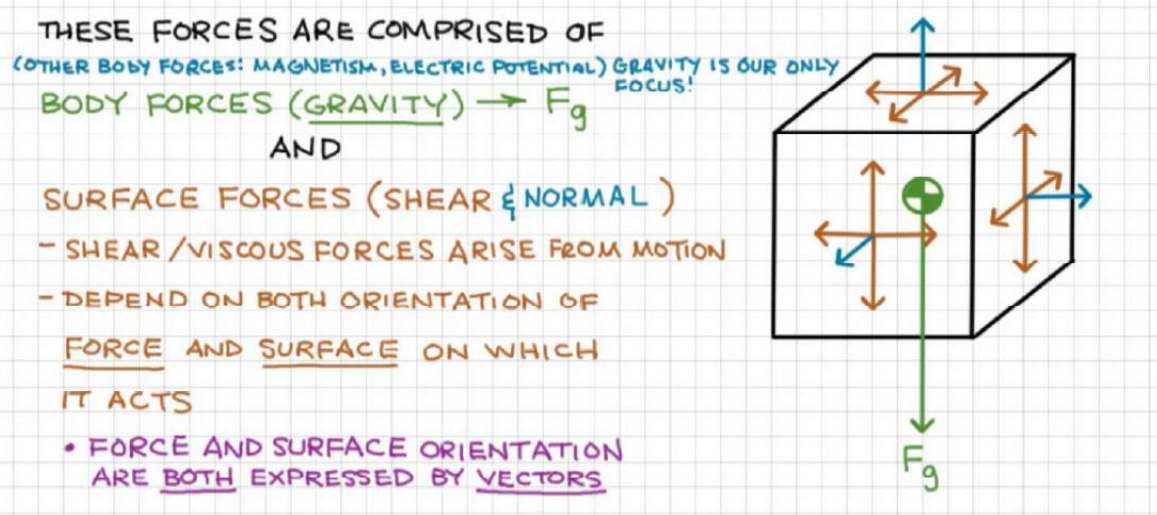 THESE FORCES ARE COMPRISED OF
(OTHER BODY FORCES: MAGNETISM, ELECTRIC POTENTIAL) GRAVITY IS OUR ONLY
FOCUS!
BODY FORCES (GRAVITY) → Fg
AND
SURFACE FORCES (SHEAR & NORMAL)
- SHEAR/VISCOUS FORCES ARISE FROM MOTION
- DEPEND ON BOTH ORIENTATION OF
FORCE AND SURFACE ON WHICH
IT ACTS
• FORCE AND SURFACE ORIENTATION
ARE BOTH EXPRESSED BY VECTORS
Fg